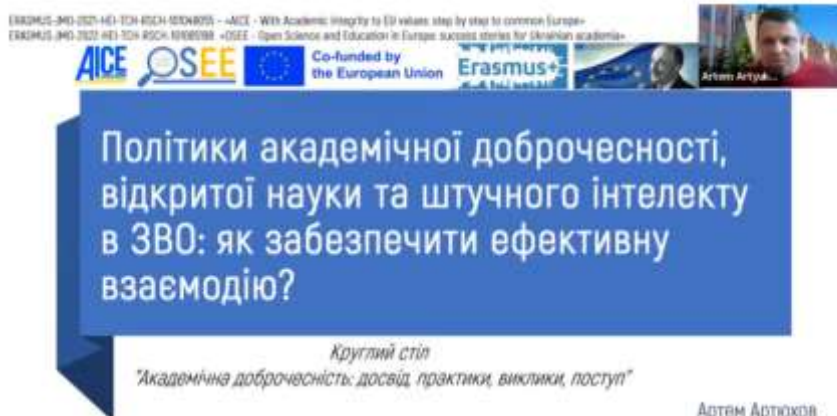 ERASMUS-JMO-2021-HEI-TCH-RSCH-101048055 - «AICE - With Academic Integrity to EU values: step by step to common Europe»
ERASMUS-JMO-2022-HEI-TCH-RSCH-101085198 «OSEE - Open Science and Education in Europe: success stories for Ukrainian academia»
AICE OSEE Co-funded by
the European Union Erasmus+
Artem Artyuk...
Політики академічної доброчесності,
відкритої науки та штучного інтелекту
в ЗВО: як забезпечити ефективну
взаємодію?
Круглий стіл
"Академічна доброчесність: досвід, практики, виклики, поступ"
Артем Артюхов